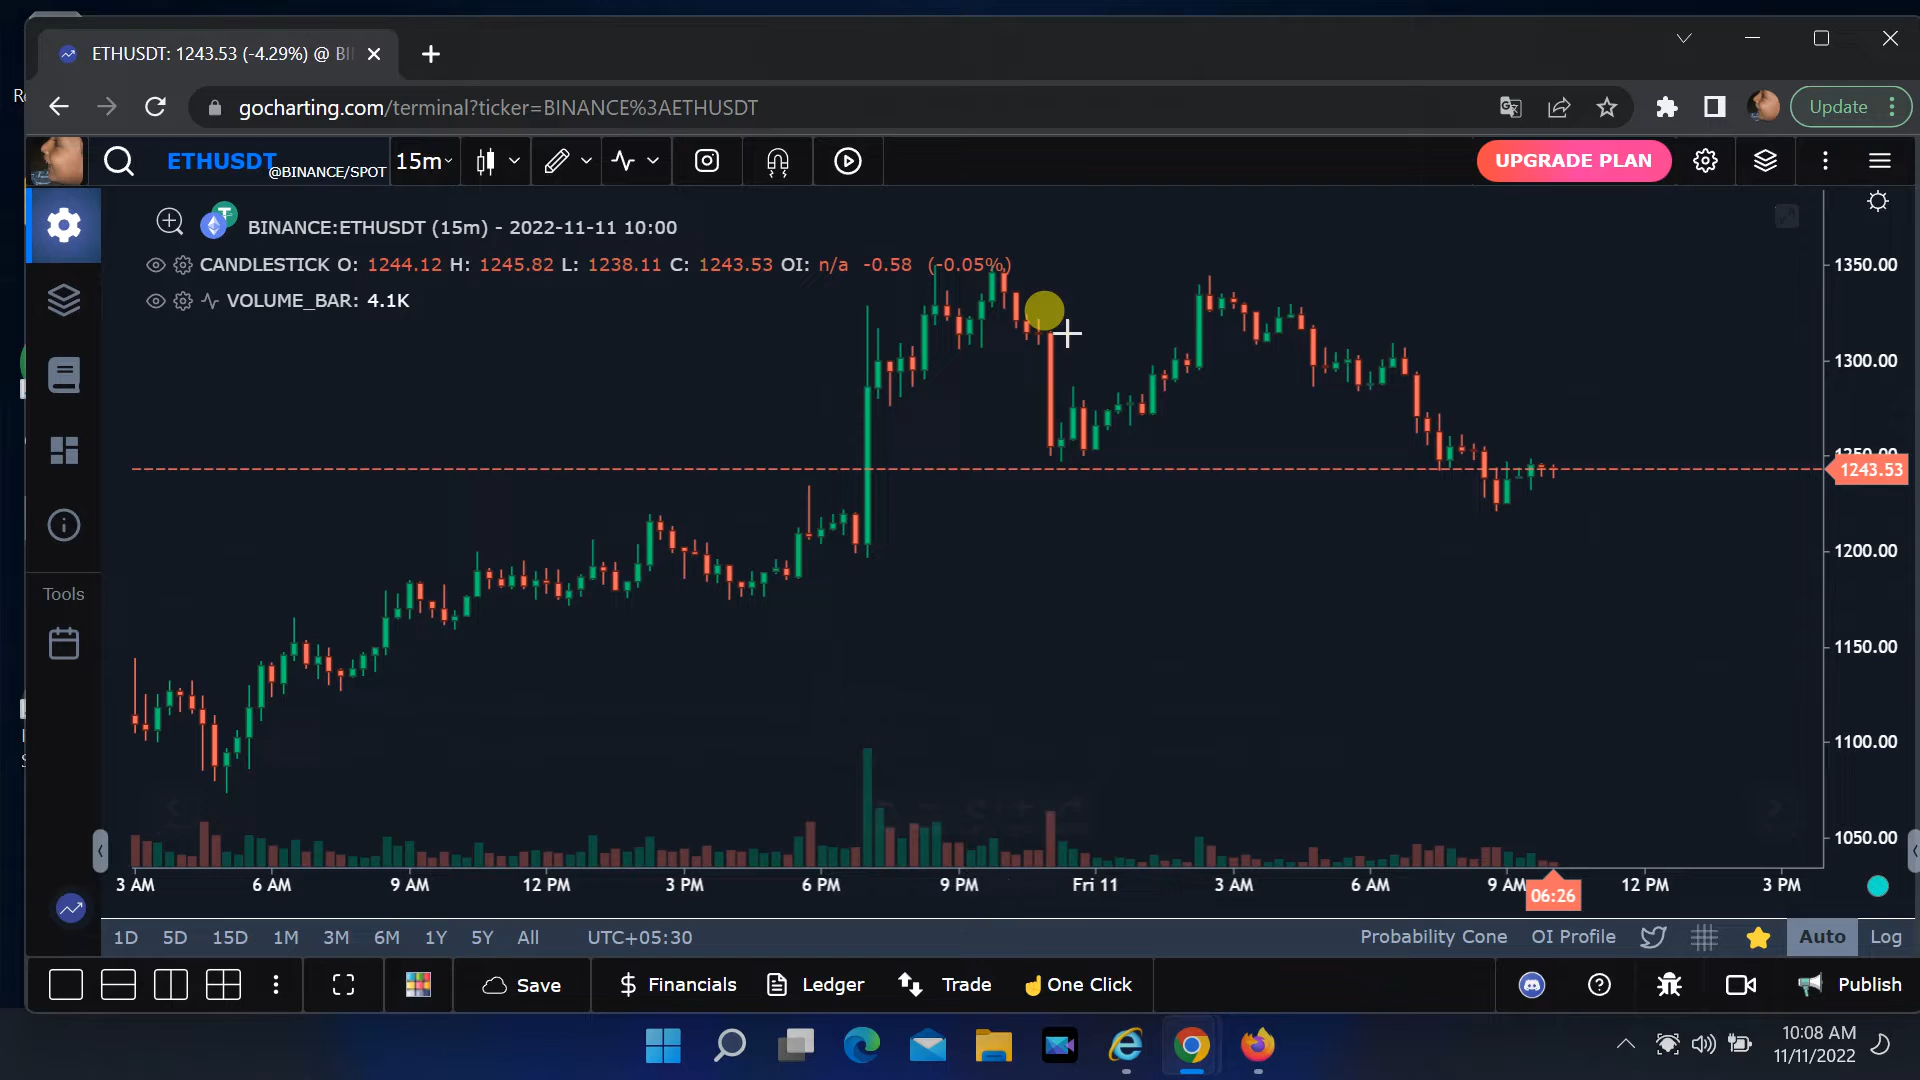 ETHUSDT: 1243.53 (-4.29%) @ BI
gocharting.com/terminal?ticker=BINANCE%3AETHUSDT
Update
ETHUSDT @BINANCE/SPOT 15m
UPGRADE PLAN
BINANCE:ETHUSDT (15m) - 2022-11-11 10:00
CANDLESTICK O: 1244.12 H: 1245.82 L: 1238.11 C: 1243.53 OI: n/a -0.58 (-0.05%)
VOLUME_BAR: 4.1K
1350.00
1300.00
1250.00
1243.53
1200.00
1150.00
1100.00
1050.00
Tools
3 AM 6 AM 9 AM 12 PM 3 PM 6 PM 9 PM Fri 11 3 AM 6 AM 9 AM 12 PM 3 PM
06:26
1D 5D 15D 1M 3M 6M 1Y 5Y All UTC+05:30 Probability Cone OI Profile Auto Log
Save $ Financials Ledger Trade One Click Publish
10:08 AM
11/11/2022